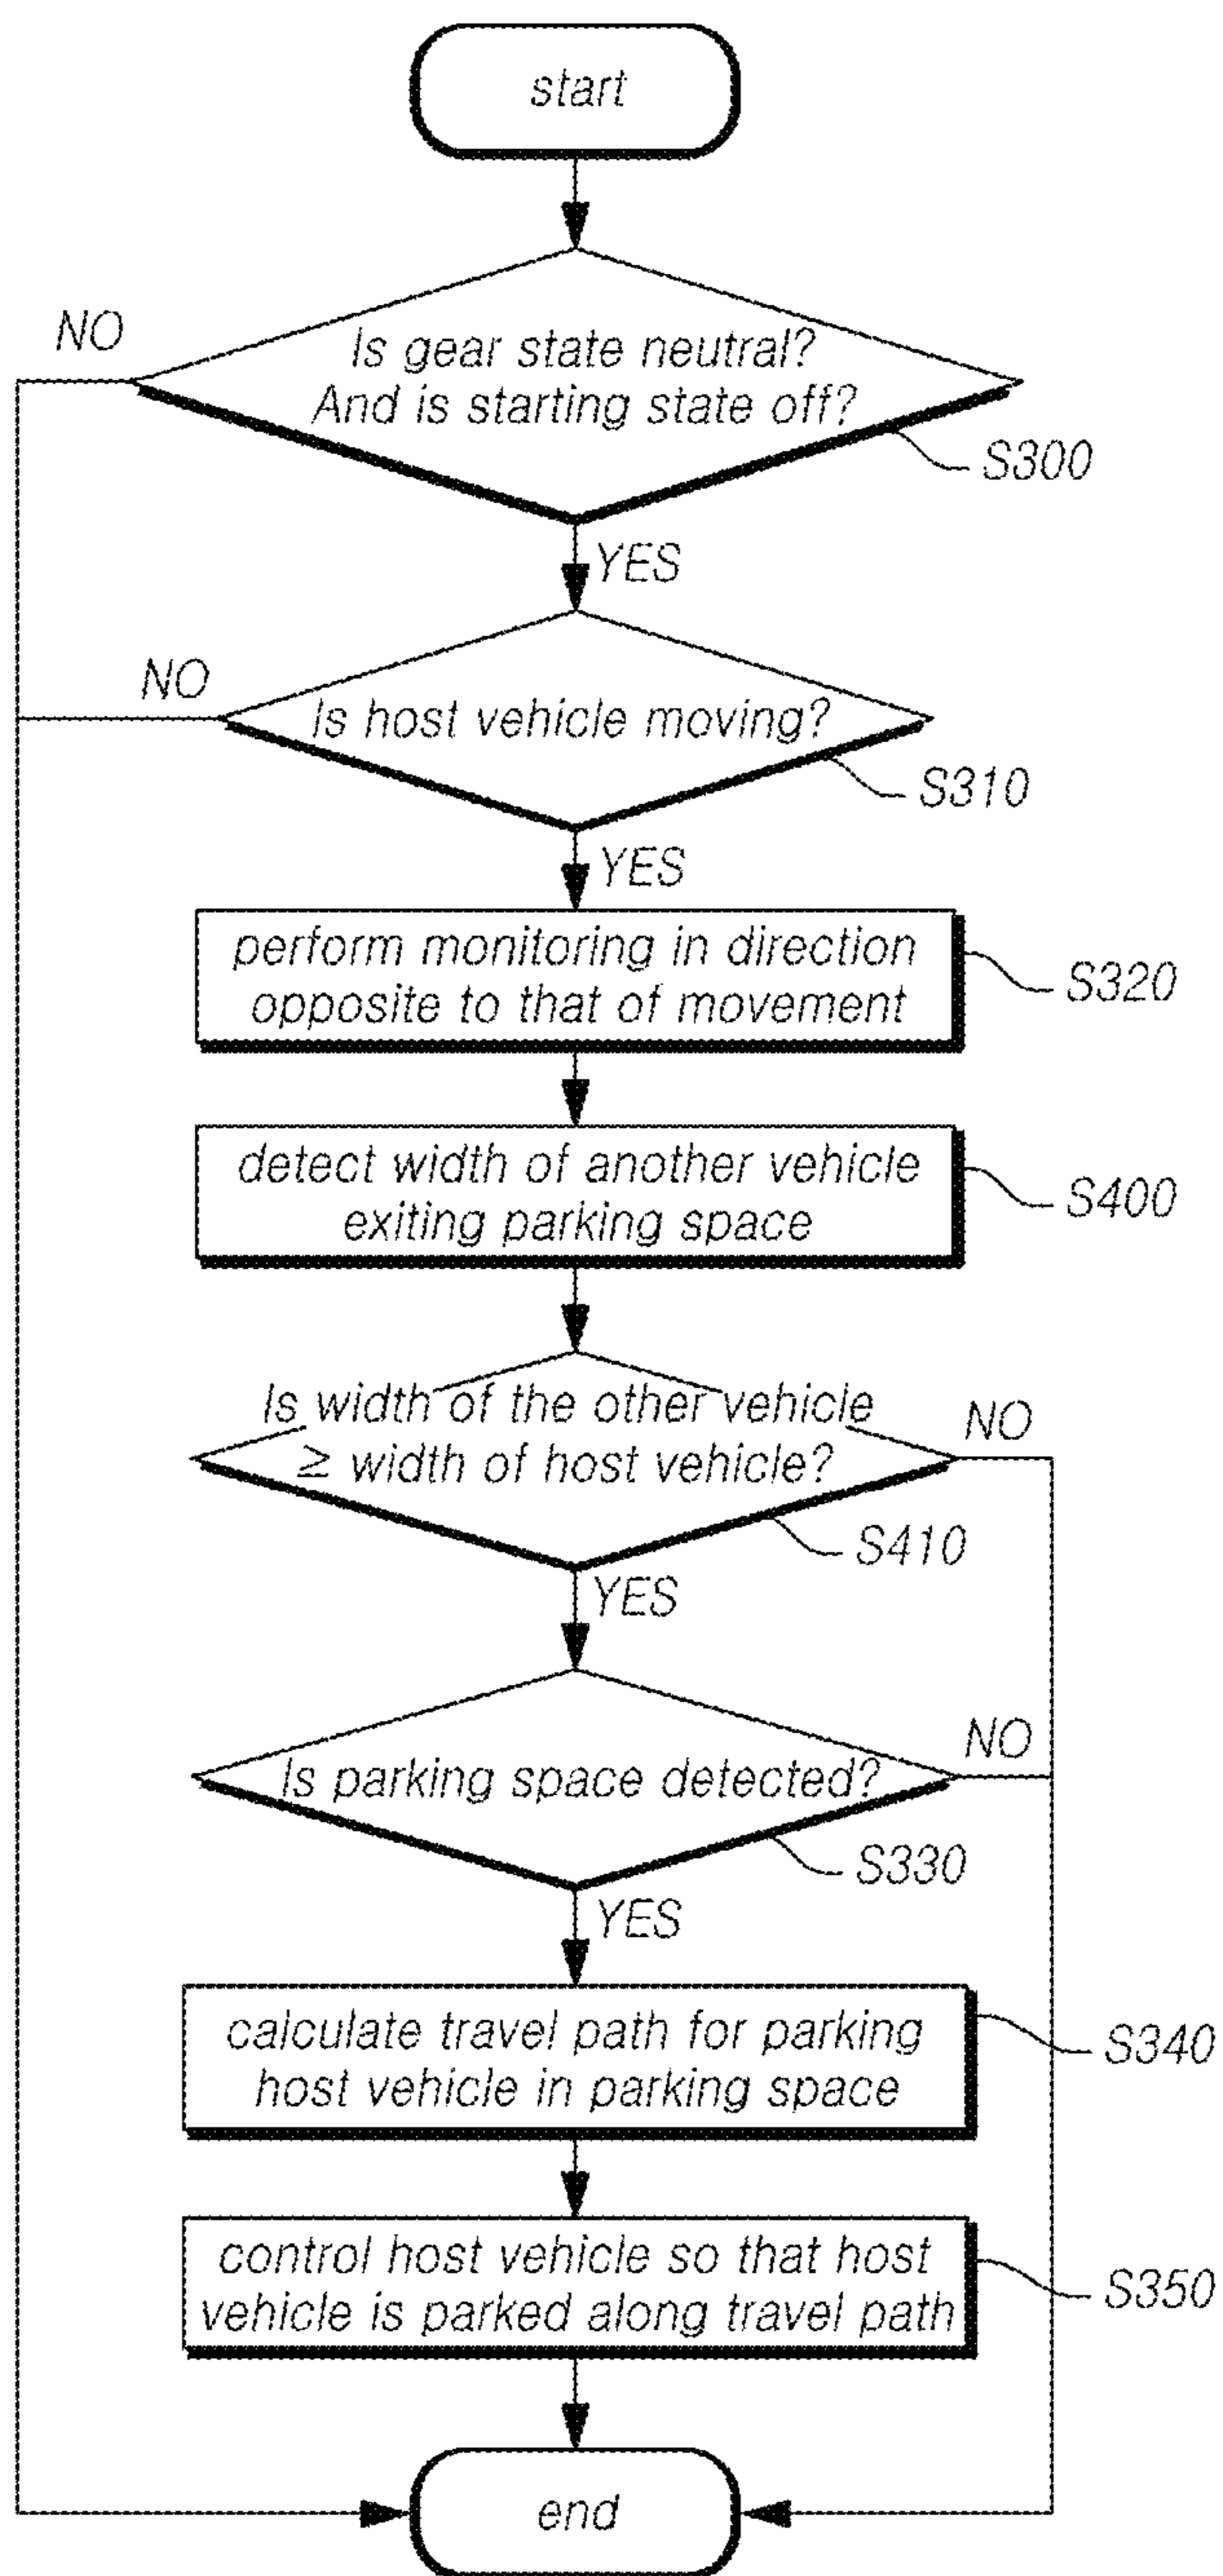 start
NO
Is gear state neutral?
And is starting state off?
S300
YES
NO
Is host vehicle moving?
S310
YES
perform monitoring in direction
opposite to that of movement
S320
detect width of another vehicle
exiting parking space
S400
Is width of the other vehicle
≥ width of host vehicle?
NO
S410
YES
NO
Is parking space detected?
S330
YES
calculate travel path for parking
host vehicle in parking space
S340
control host vehicle so that host
vehicle is parked along travel path
S350
end